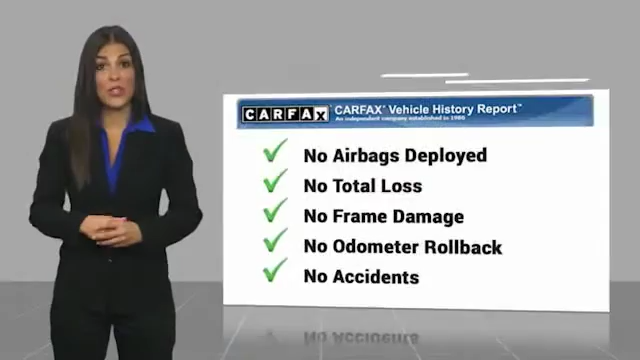 CARFAX CARFAX® Vehicle History Report™
An independent company established in 1986
No Airbags Deployed
No Total Loss
No Frame Damage
No Odometer Rollback
No Accidents